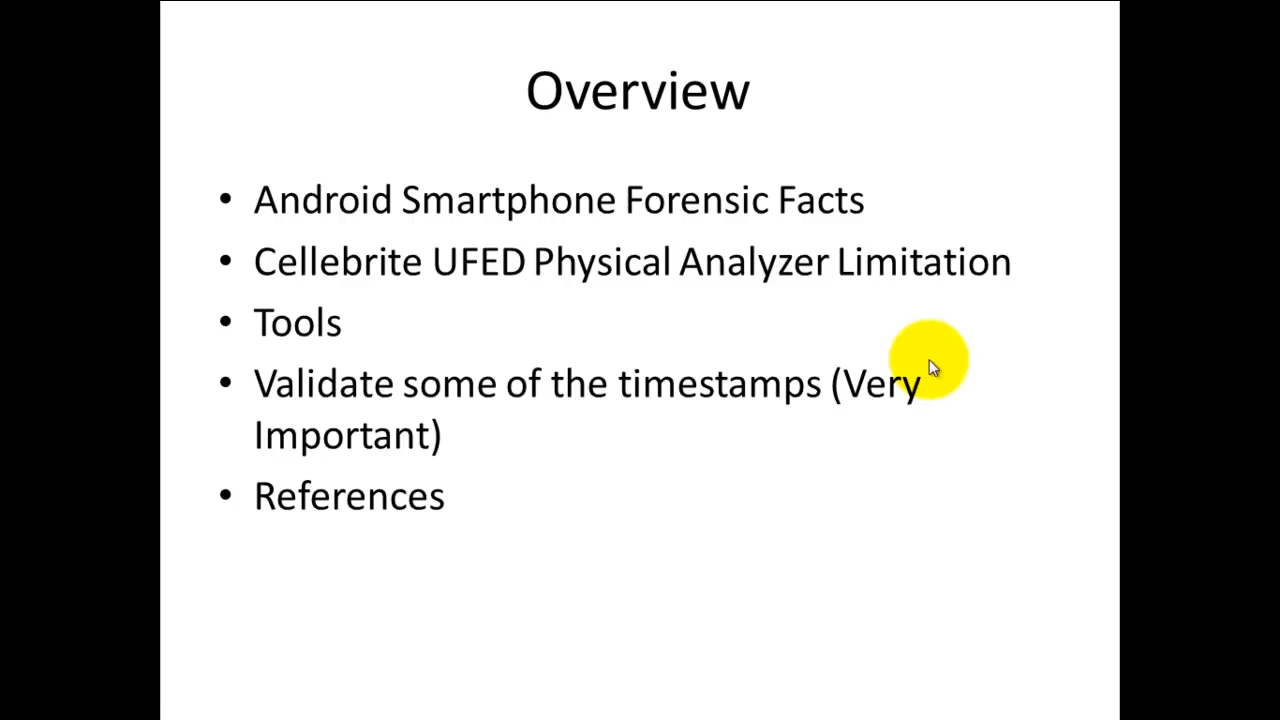 Overview
• Android Smartphone Forensic Facts
• Cellebrite UFED Physical Analyzer Limitation
• Tools
• Validate some of the timestamps (Very
Important)
• References